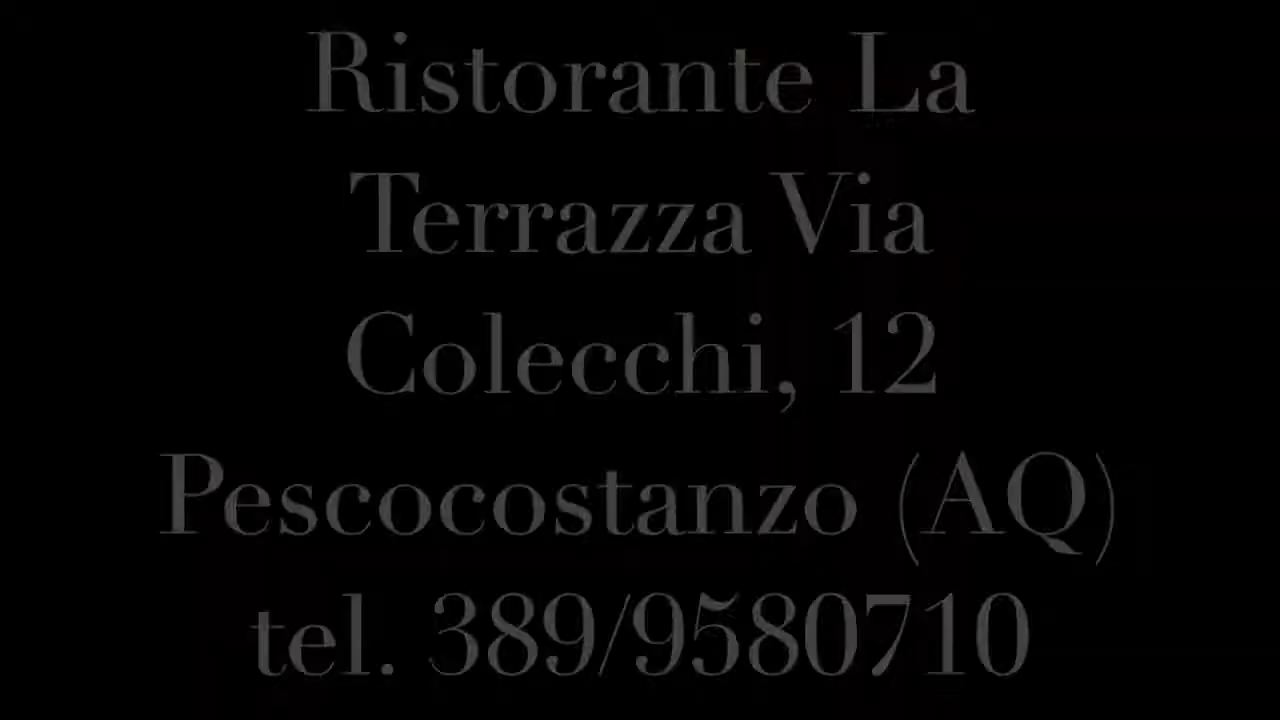 Ristorante La
Terrazza Via
Colecchi, 12
Pescocostanzo (AQ)
tel. 389/9580710